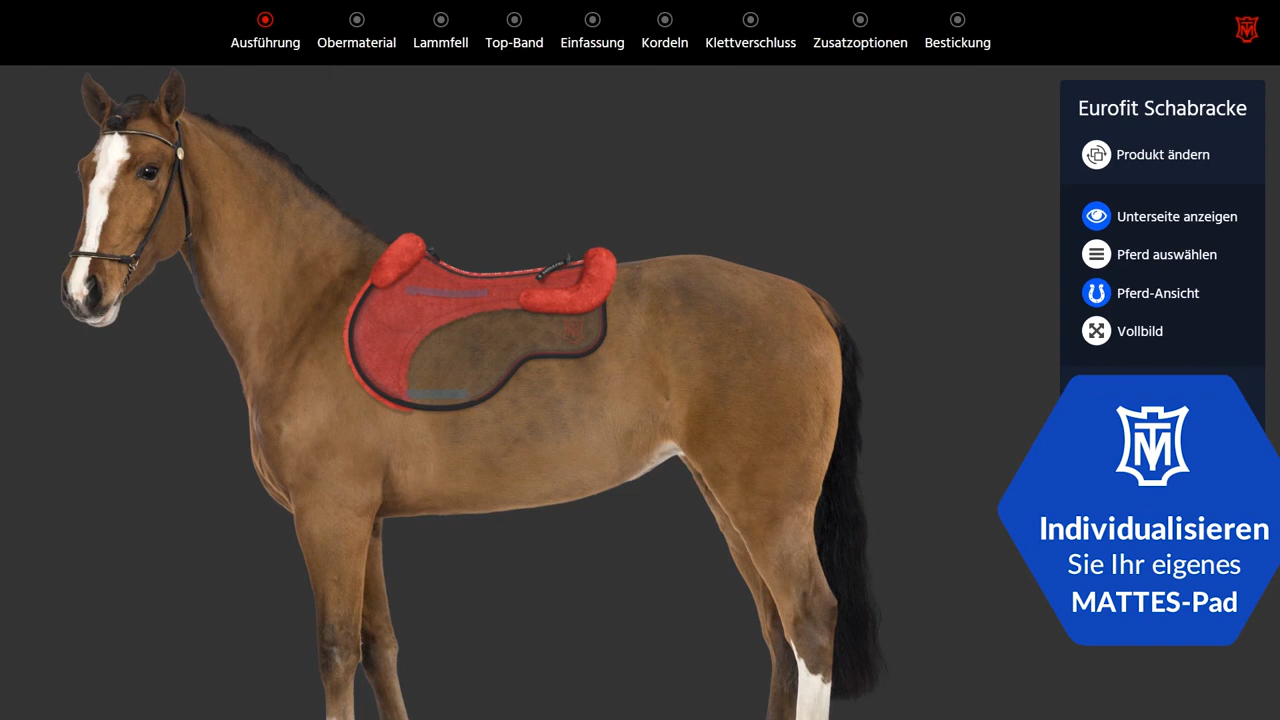 Ausführung Obermaterial Lammfell Top-Band Einfassung Kordeln Klettverschluss Zusatzoptionen Bestickung
Eurofit Schabracke
Produkt ändern
Unterseite anzeigen
Pferd auswählen
Pferd-Ansicht
Vollbild
Individualisieren
Sie Ihr eigenes
MATTES-Pad